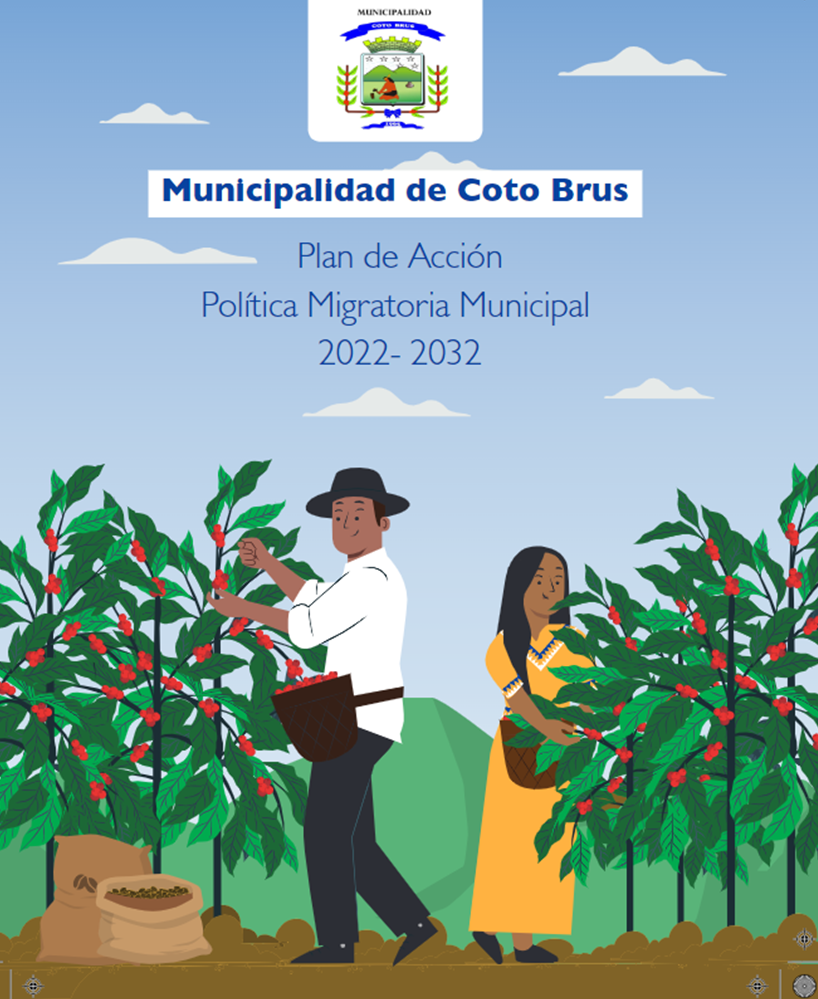 MUNICIPALIDAD
COTO BRUS
Municipalidad de Coto Brus
Plan de Acción
Política Migratoria Municipal
2022- 2032